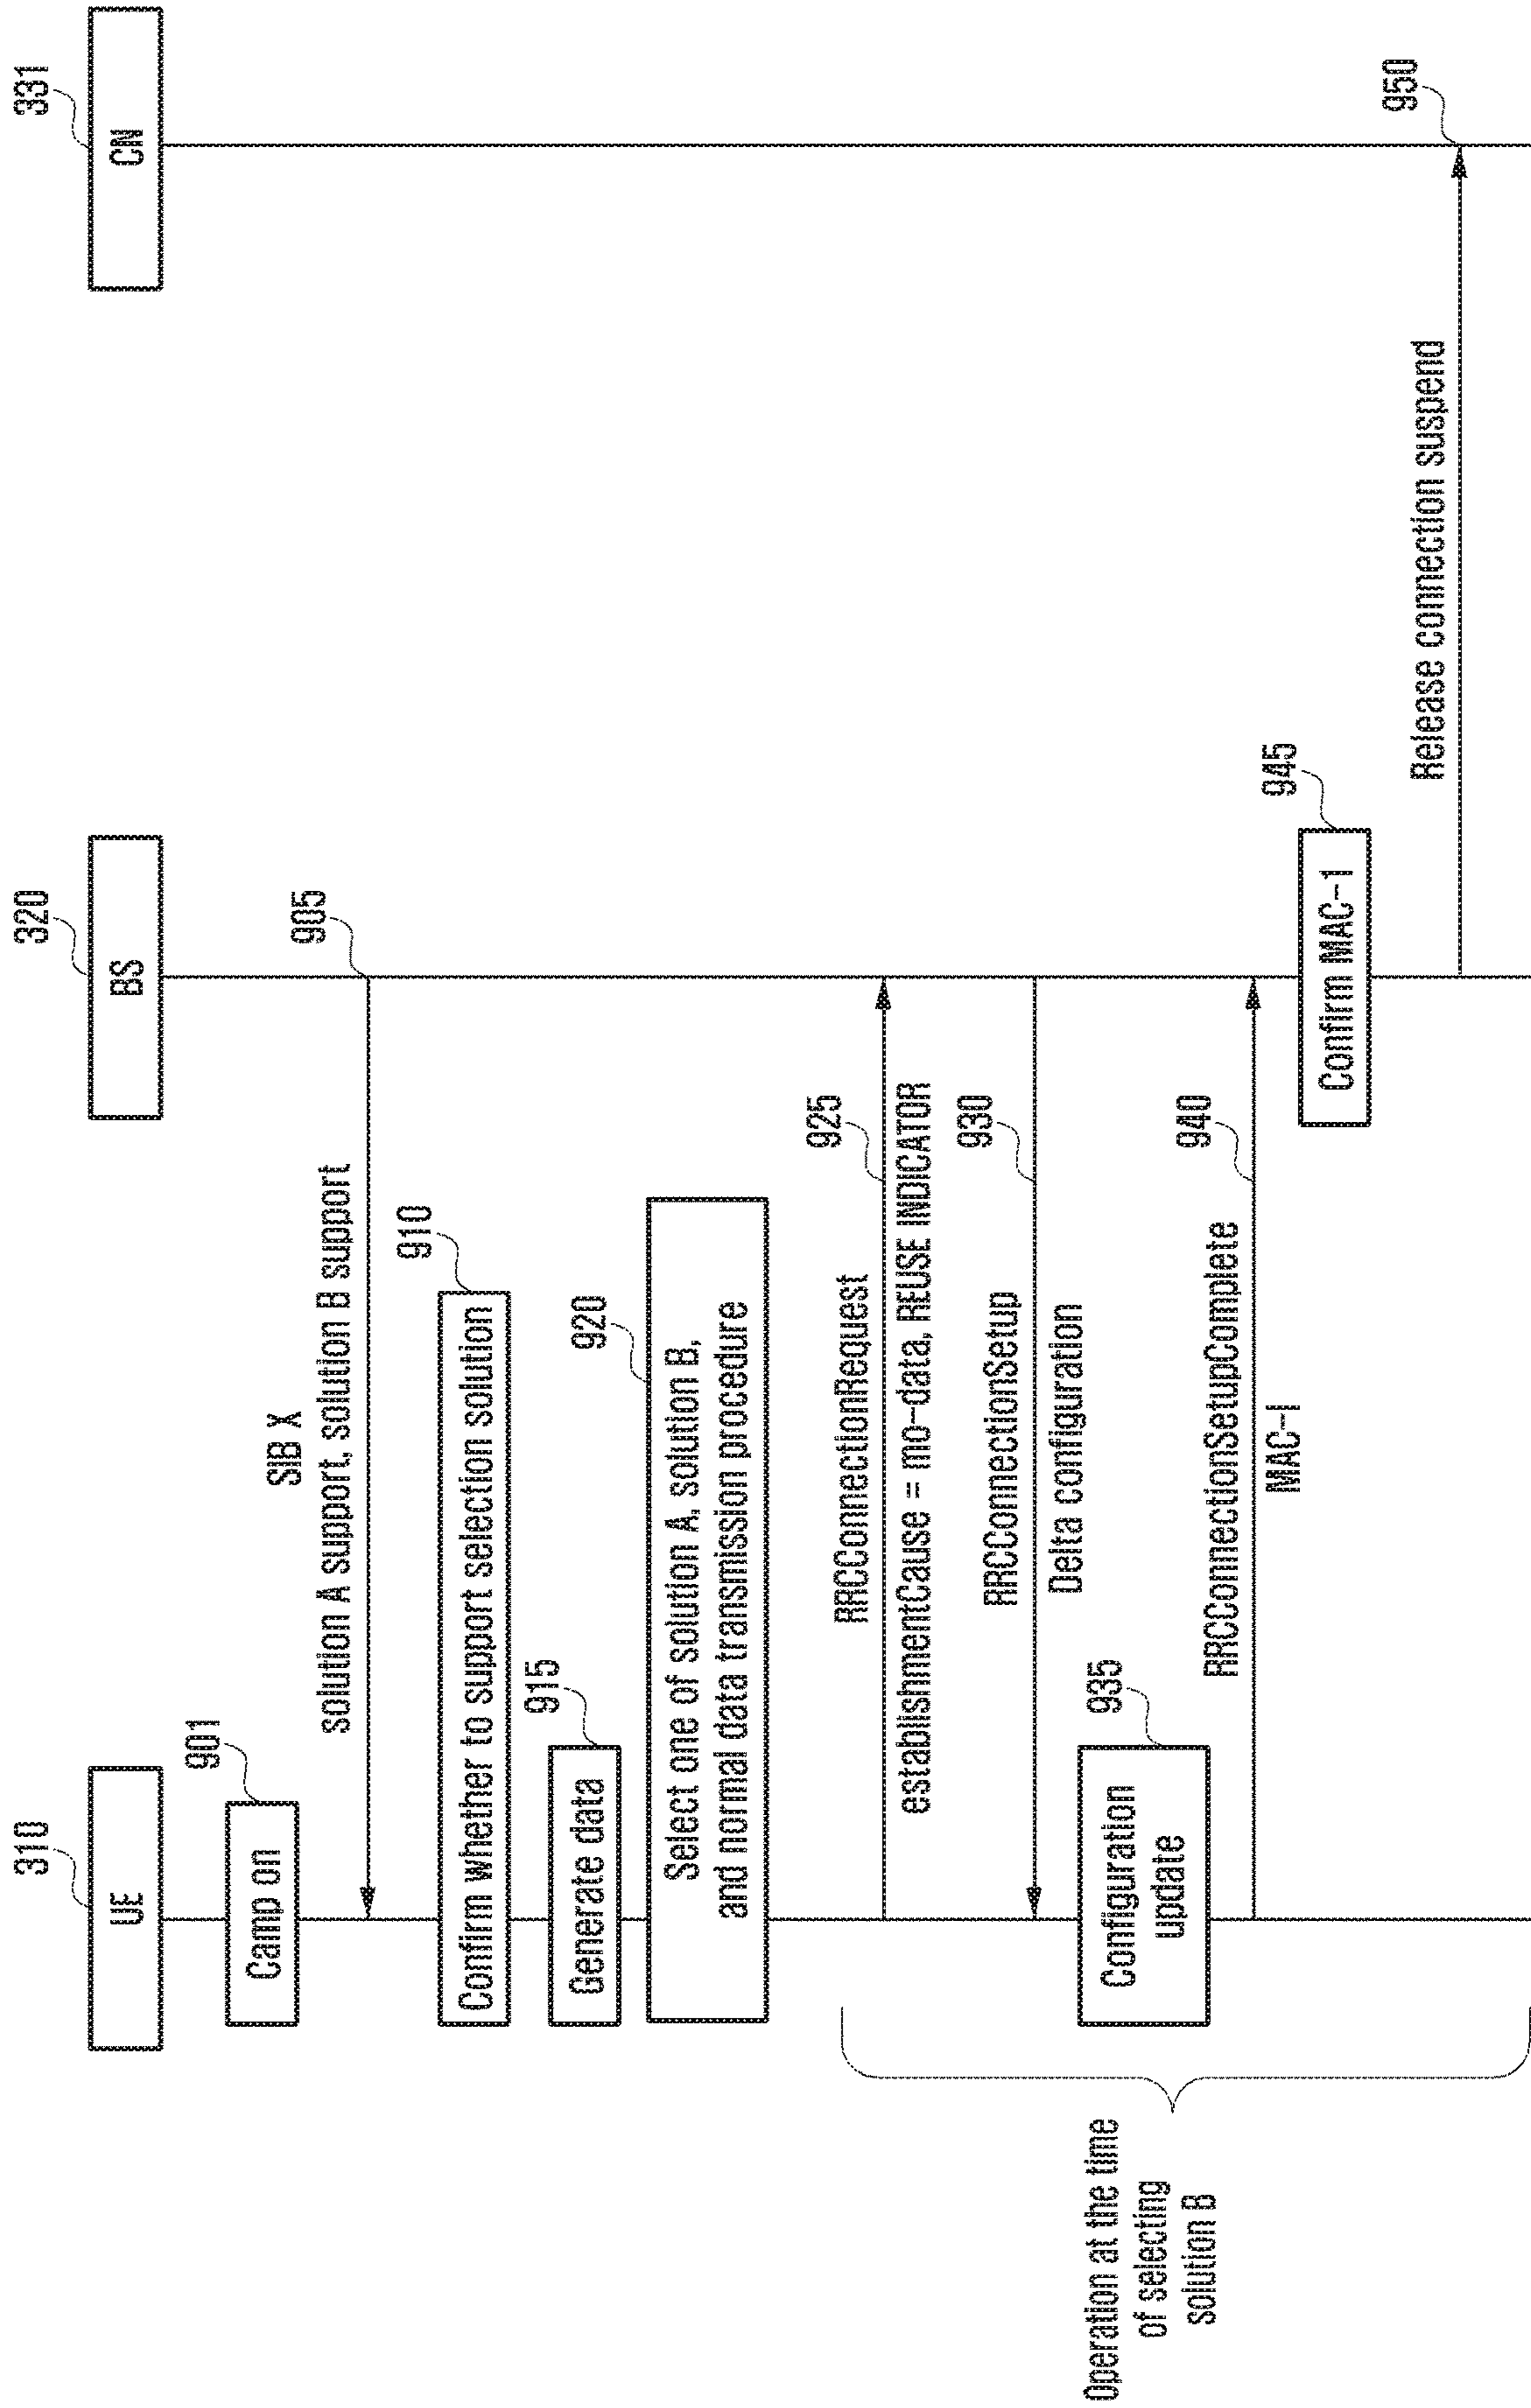 310
320
331
UE
BS
CN
901
Camp on
905
SIB X
solution A support, solution B support
910
Confirm whether to support selection solution
915
Generate data
920
Select one of solution A, solution B,
and normal data transmission procedure
925
RRCConnectionRequest
establishmentCause = mo-data, REUSE INDICATOR
930
RRCConnectionSetup
Delta configuration
935
Configuration
update
940
RRCConnectionSetupComplete
MAC-I
945
Confirm MAC-1
Release connection suspend
950
Operation at the time
of selecting
solution B